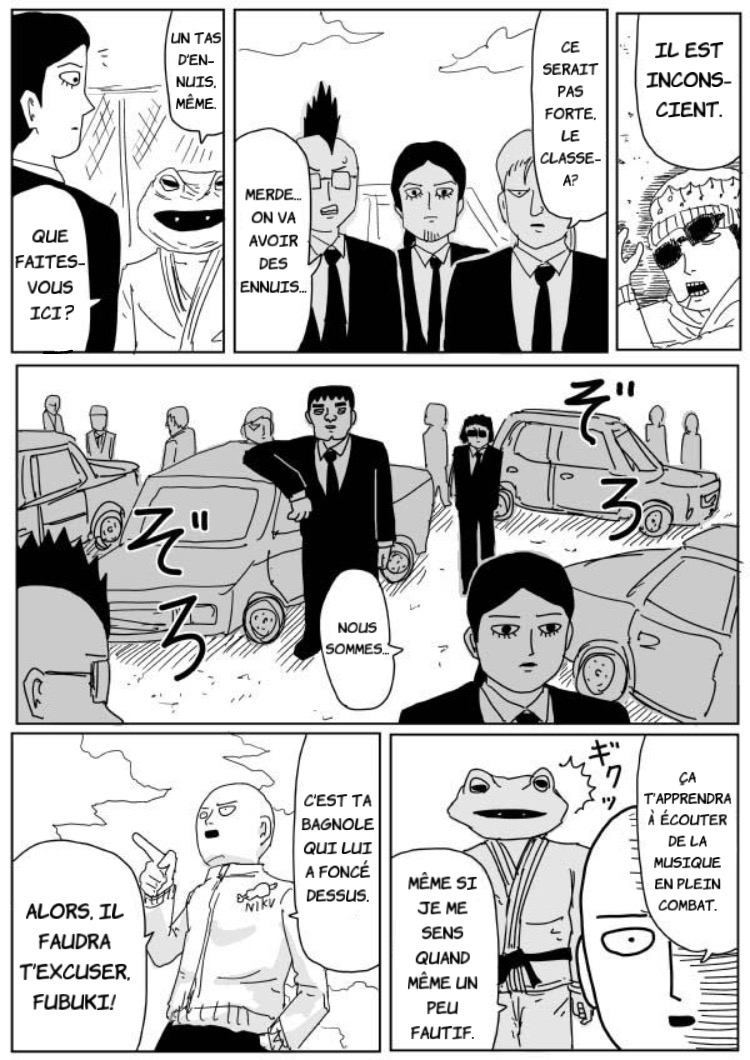 IL EST
INCONS-
CIENT.
CE
SERAIT
PAS
FORTE,
LE
CLASSE-
A?
MERDE...
ON VA
AVOIR
DES
ENNUIS...
UN TAS
D'EN-
NUIS,
MÊME.
QUE
FAITES-
VOUS
ICI?
ぞろ
ぞろ
NOUS
SOMMES...
ÇA
T'APPRENDRA
À ÉCOUTER
DE LA
MUSIQUE
EN PLEIN
COMBAT.
ギクッ
MÊME SI
JE ME
SENS
QUAND
MÊME UN
PEU
FAUTIF.
C'EST TA
BAGNOLE
QUI LUI
A FONCÉ
DESSUS.
NIKU
ALORS, IL
FAUDRA
T'EXCUSER,
FUBUKI!